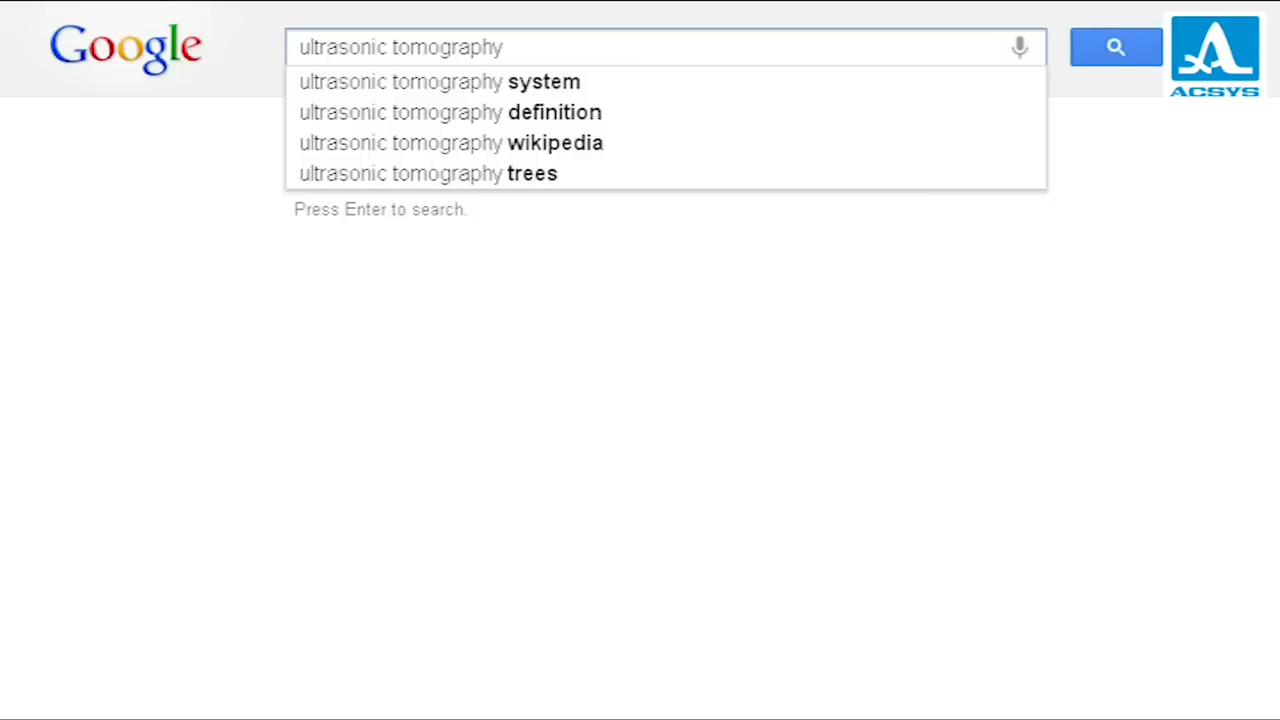 Google
ultrasonic tomography
ultrasonic tomography system
ultrasonic tomography definition
ultrasonic tomography wikipedia
ultrasonic tomography trees
Press Enter to search.
ACSYS